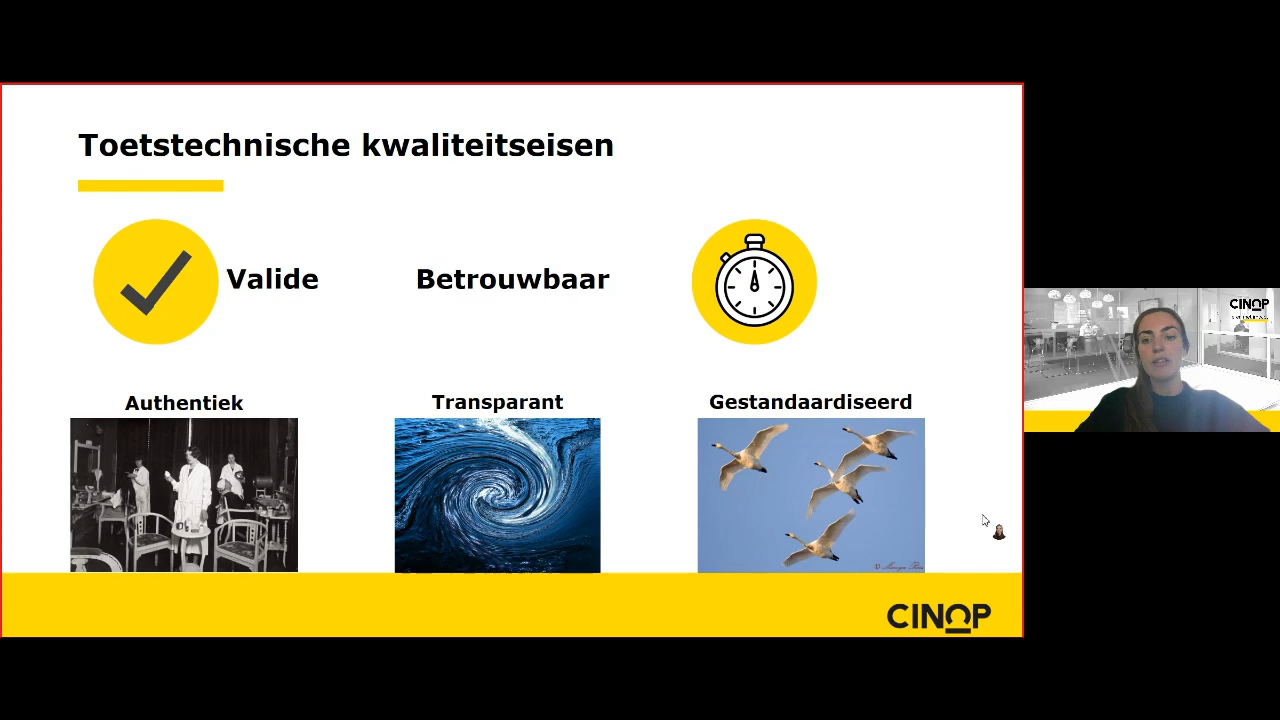 Toetstechnische kwaliteitseisen
Valide
Betrouwbaar
Authentiek
Transparant
Gestandaardiseerd
CINOP
CINOP